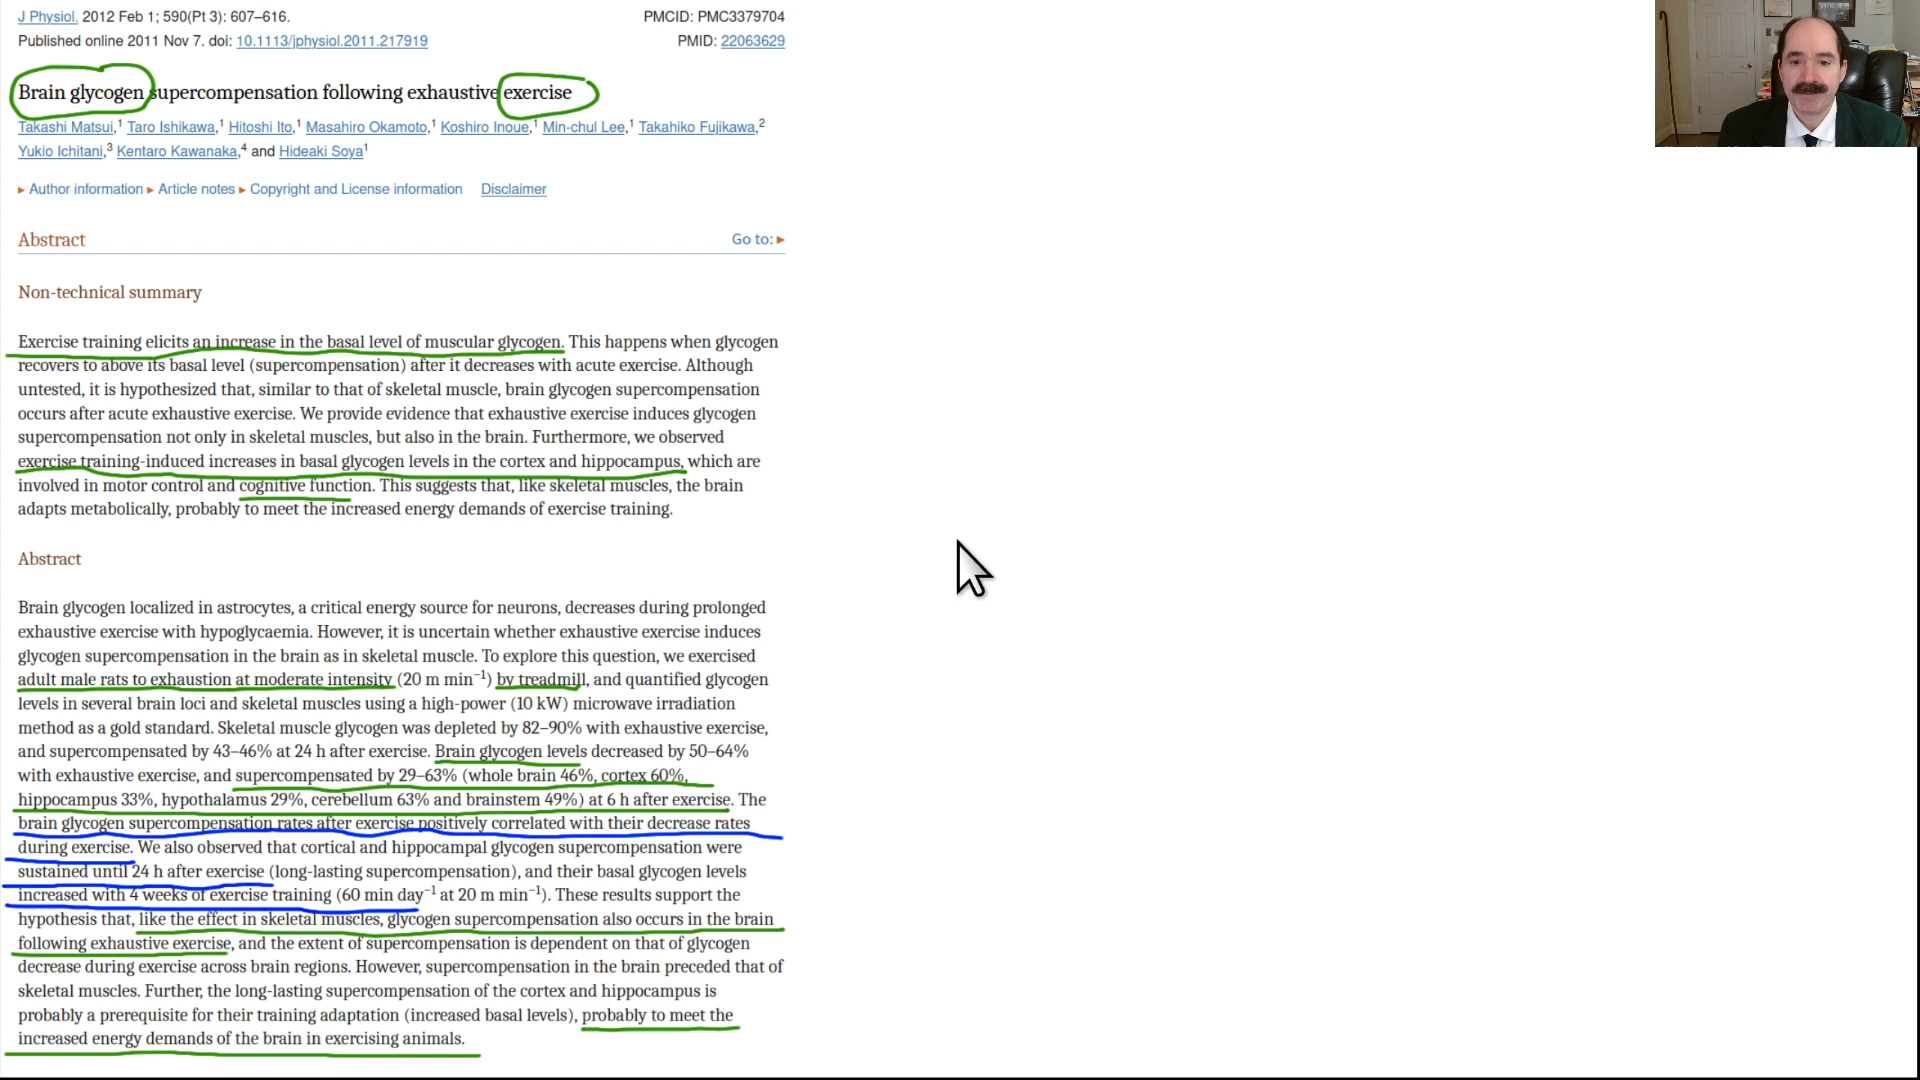 J Physiol. 2012 Feb 1; 590(Pt 3): 607–616.
PMCID: PMC3379704
Published online 2011 Nov 7. doi: 10.1113/jphysiol.2011.217919
PMID: 22063629
Brain glycogen supercompensation following exhaustive exercise
Takashi Matsui,1 Taro Ishikawa,1 Hitoshi Ito,1 Masahiro Okamoto,1 Koshiro Inoue,1 Min-chul Lee,1 Takahiko Fujikawa,2
Yukio Ichitani,3 Kentaro Kawanaka,4 and Hideaki Soya1
▸ Author information ▸ Article notes ▸ Copyright and License information Disclaimer
Abstract
Go to: ▸
Non-technical summary
Exercise training elicits an increase in the basal level of muscular glycogen. This happens when glycogen
recovers to above its basal level (supercompensation) after it decreases with acute exercise. Although
untested, it is hypothesized that, similar to that of skeletal muscle, brain glycogen supercompensation
occurs after acute exhaustive exercise. We provide evidence that exhaustive exercise induces glycogen
supercompensation not only in skeletal muscles, but also in the brain. Furthermore, we observed
exercise training-induced increases in basal glycogen levels in the cortex and hippocampus, which are
involved in motor control and cognitive function. This suggests that, like skeletal muscles, the brain
adapts metabolically, probably to meet the increased energy demands of exercise training.
Abstract
Brain glycogen localized in astrocytes, a critical energy source for neurons, decreases during prolonged
exhaustive exercise with hypoglycaemia. However, it is uncertain whether exhaustive exercise induces
glycogen supercompensation in the brain as in skeletal muscle. To explore this question, we exercised
adult male rats to exhaustion at moderate intensity (20 m min−1) by treadmill, and quantified glycogen
levels in several brain loci and skeletal muscles using a high-power (10 kW) microwave irradiation
method as a gold standard. Skeletal muscle glycogen was depleted by 82–90% with exhaustive exercise,
and supercompensated by 43–46% at 24 h after exercise. Brain glycogen levels decreased by 50–64%
with exhaustive exercise, and supercompensated by 29–63% (whole brain 46%, cortex 60%,
hippocampus 33%, hypothalamus 29%, cerebellum 63% and brainstem 49%) at 6 h after exercise. The
brain glycogen supercompensation rates after exercise positively correlated with their decrease rates
during exercise. We also observed that cortical and hippocampal glycogen supercompensation were
sustained until 24 h after exercise (long-lasting supercompensation), and their basal glycogen levels
increased with 4 weeks of exercise training (60 min day−1 at 20 m min−1). These results support the
hypothesis that, like the effect in skeletal muscles, glycogen supercompensation also occurs in the brain
following exhaustive exercise, and the extent of supercompensation is dependent on that of glycogen
decrease during exercise across brain regions. However, supercompensation in the brain preceded that of
skeletal muscles. Further, the long-lasting supercompensation of the cortex and hippocampus is
probably a prerequisite for their training adaptation (increased basal levels), probably to meet the
increased energy demands of the brain in exercising animals.